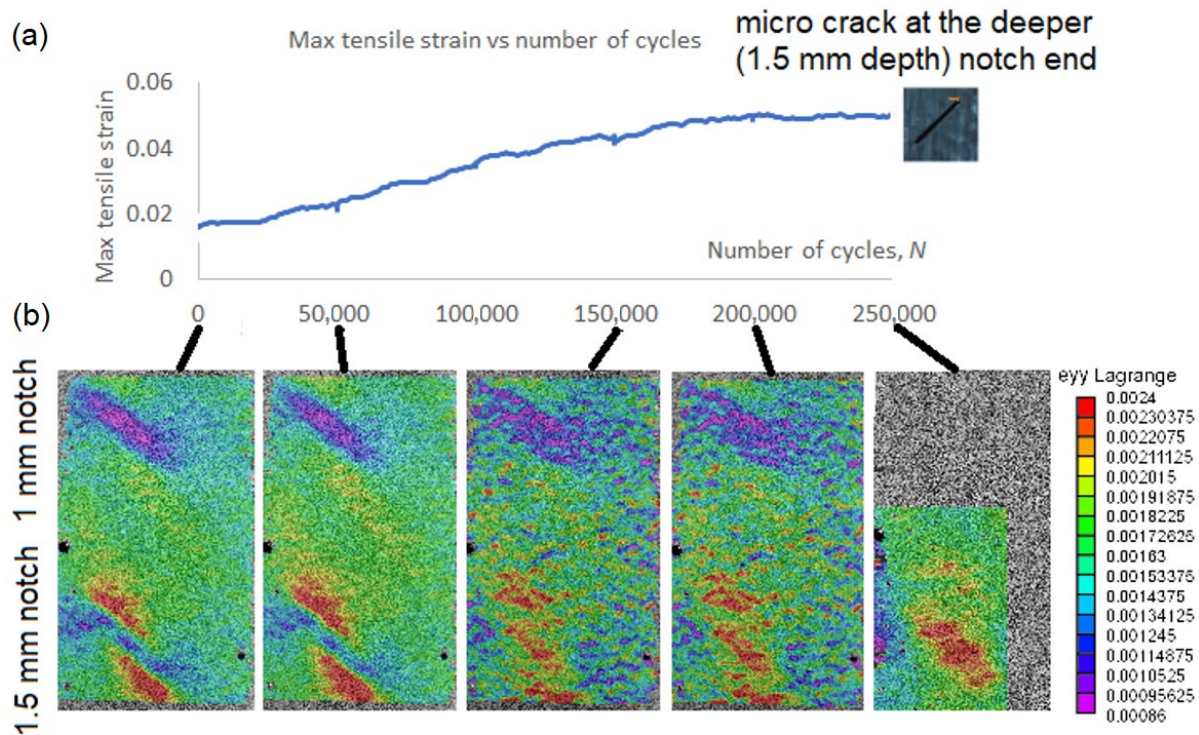 (a)
Max tensile strain vs number of cycles
micro crack at the deeper
(1.5 mm depth) notch end
Max tensile strain
0.06
0.04
0.02
0
Number of cycles, N
(b)
0
50,000
100,000
150,000
200,000
250,000
1 mm notch
1.5 mm notch
eyy Lagrange
0.0024
0.00230375
0.0022075
0.00211125
0.002015
0.00191875
0.0018225
0.00172625
0.00163
0.00153375
0.0014375
0.00134125
0.001245
0.00114875
0.0010525
0.00095625
0.00086